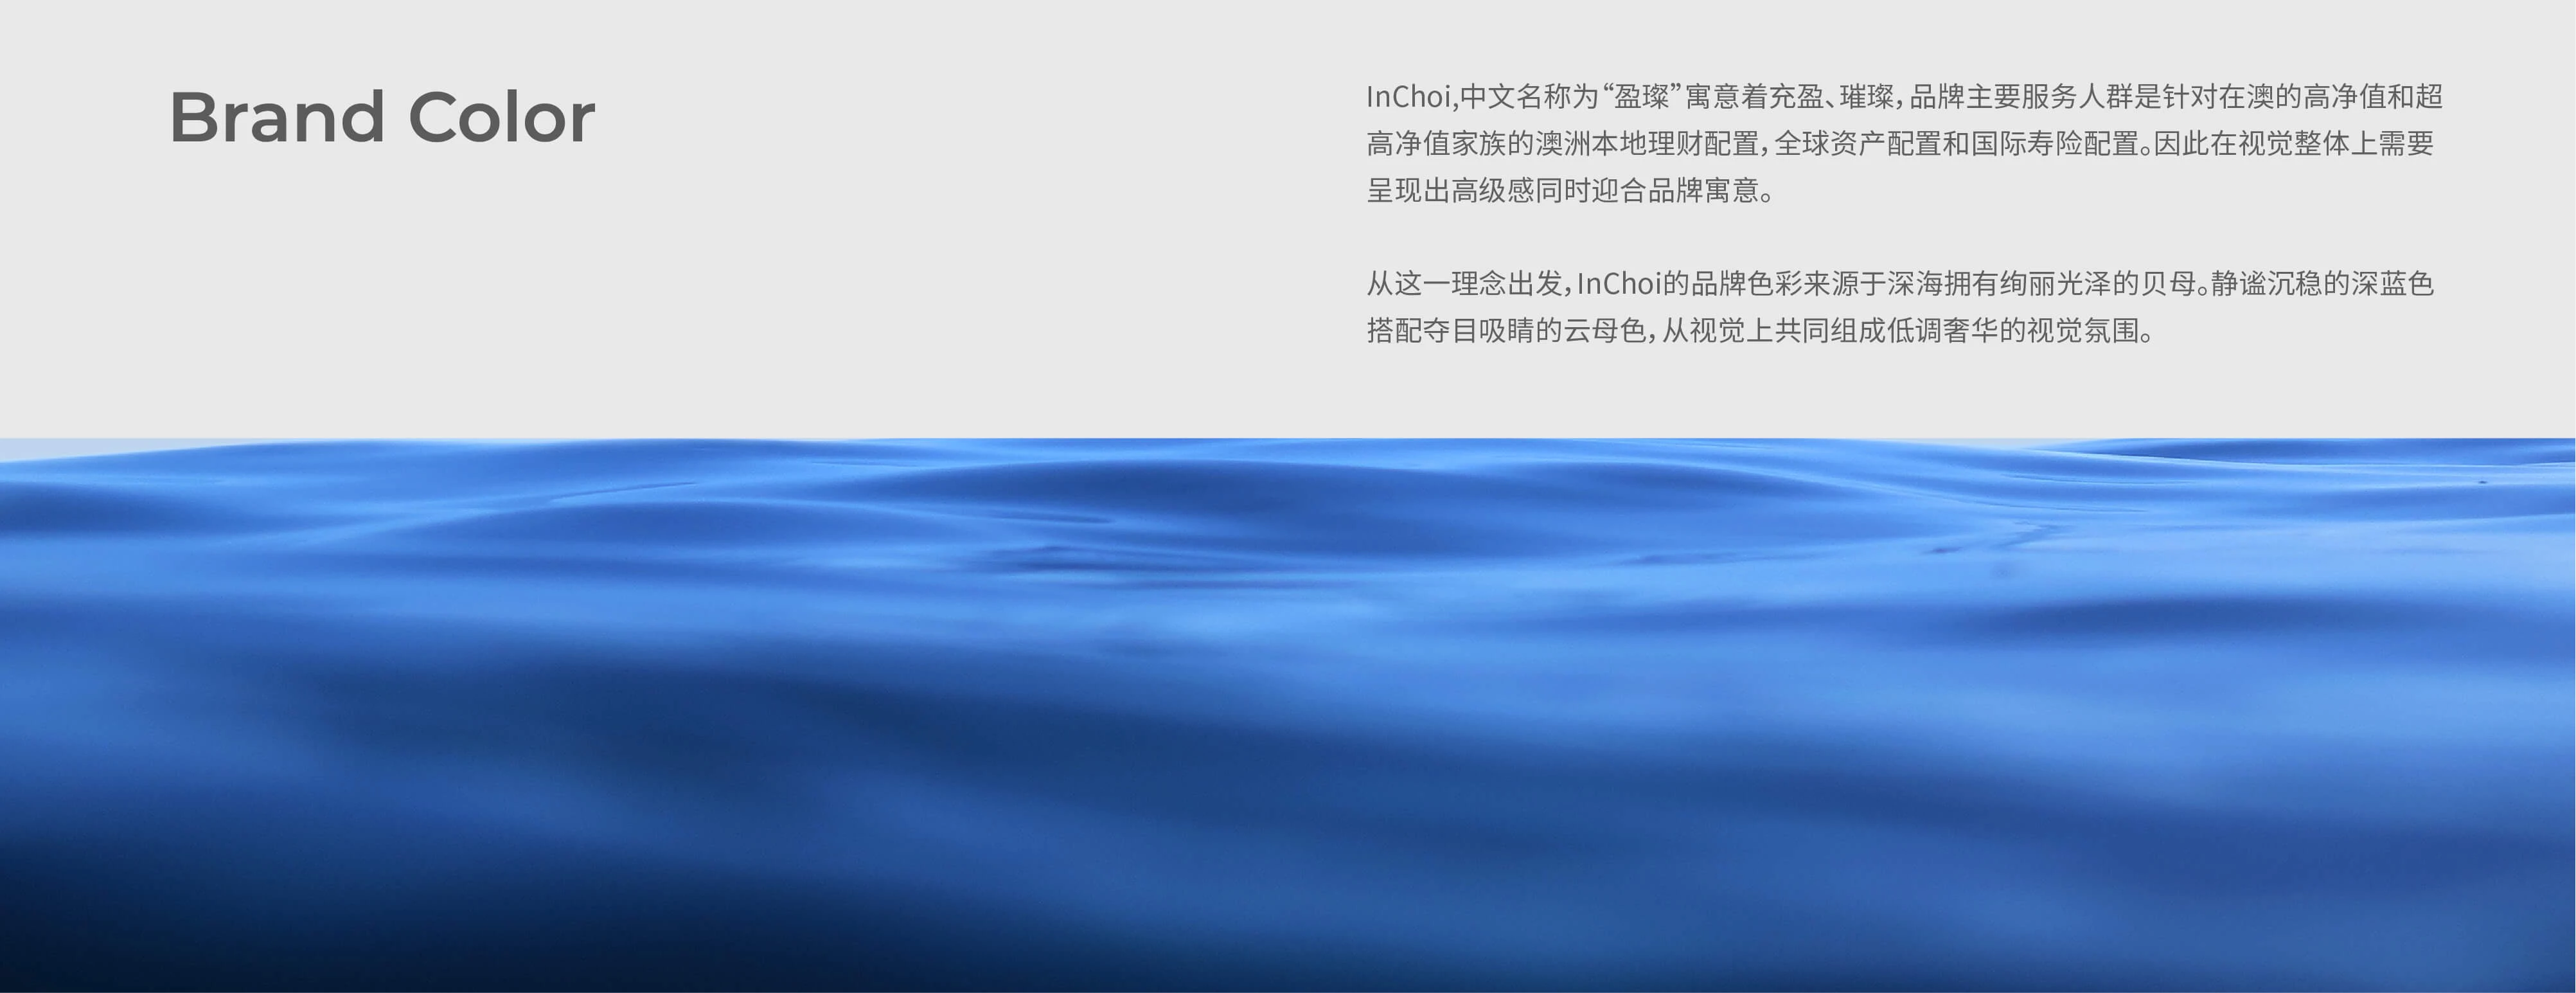 Brand Color
InChoi,中文名称为“盈璨”寓意着充盈、璀璨，品牌主要服务人群是针对在澳的高净值和超
高净值家族的澳洲本地理财配置，全球资产配置和国际寿险配置。因此在视觉整体上需要
呈现出高级感同时迎合品牌寓意。
从这一理念出发，InChoi的品牌色彩来源于深海拥有绚丽光泽的贝母。静谧沉稳的深蓝色
搭配夺目吸睛的云母色，从视觉上共同组成低调奢华的视觉氛围。